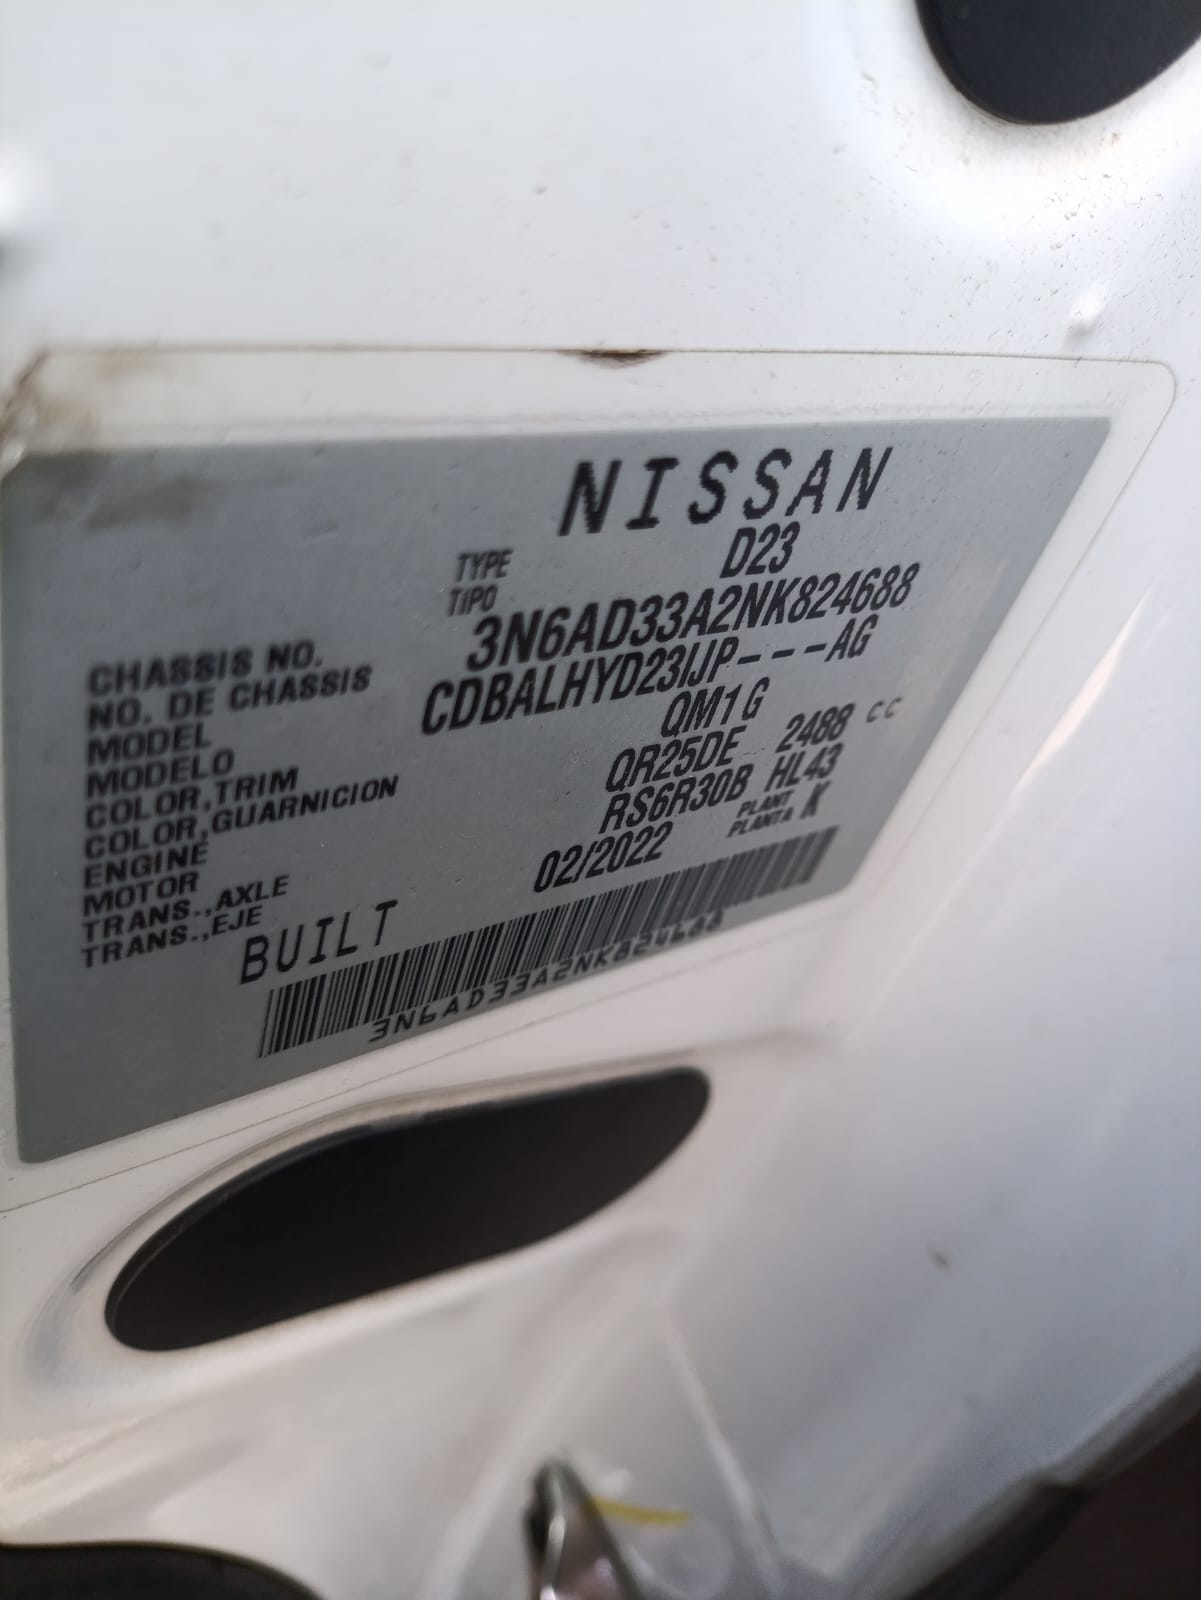 NISSAN
TYPE
TIPO
D23
CHASSIS NO.
NO. DE CHASSIS
3N6AD33A2NK824688
MODEL
MODELO
CDBALHYD23IJP---AG
COLOR,TRIM
COLOR,GUARNICION
QM1 G
ENGINE
MOTOR
QR25DE 2488 CC
TRANS.,AXLE
TRANS.,EJE
RS6R30B HL43
BUILT 02/2022
PLANT
PLANTA K
3N6AD33A2NK824688